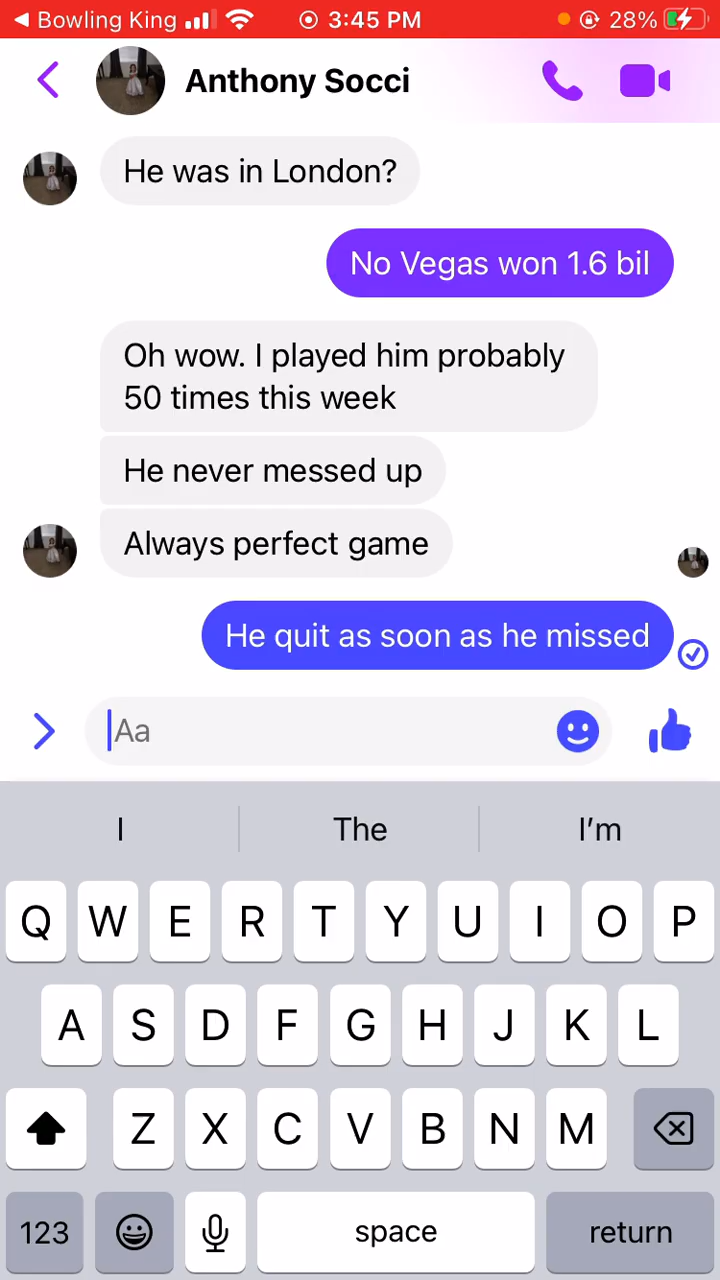 Bowling King 3:45 PM 28%
Anthony Socci
He was in London?
No Vegas won 1.6 bil
Oh wow. I played him probably
50 times this week
He never messed up
Always perfect game
He quit as soon as he missed
Aa
I The I'm
Q W E R T Y U I O P
A S D F G H J K L
Z X C V B N M
123 space return